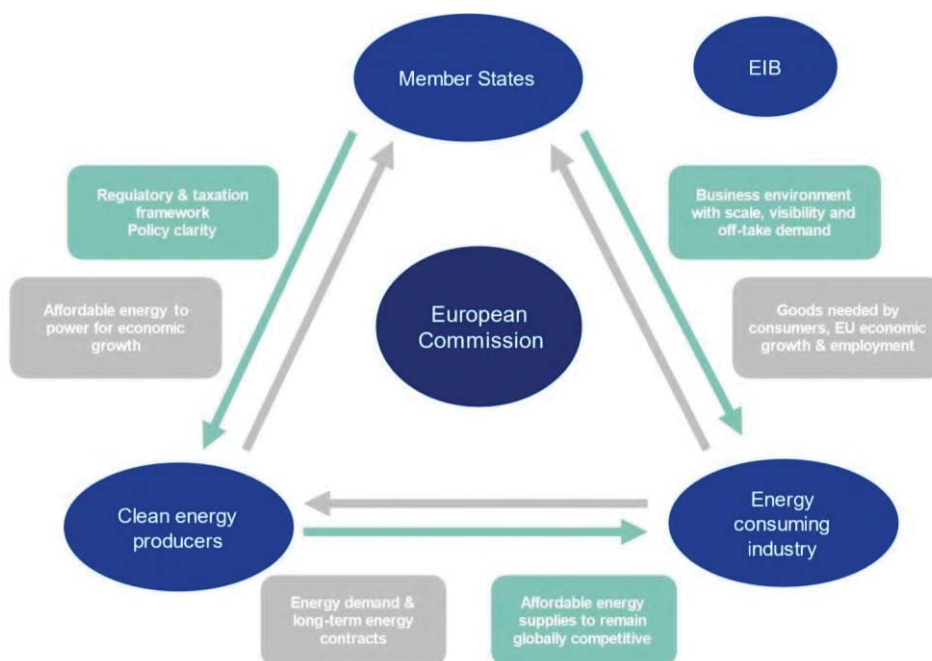 Member States
EIB
Regulatory & taxation
framework
Policy clarity
Business environment
with scale, visibility and
off-take demand
Affordable energy to
power for economic
growth
European
Commission
Goods needed by
consumers, EU economic
growth & employment
Clean energy
producers
Energy
consuming
industry
Energy demand &
long-term energy
contracts
Affordable energy
supplies to remain
globally competitive